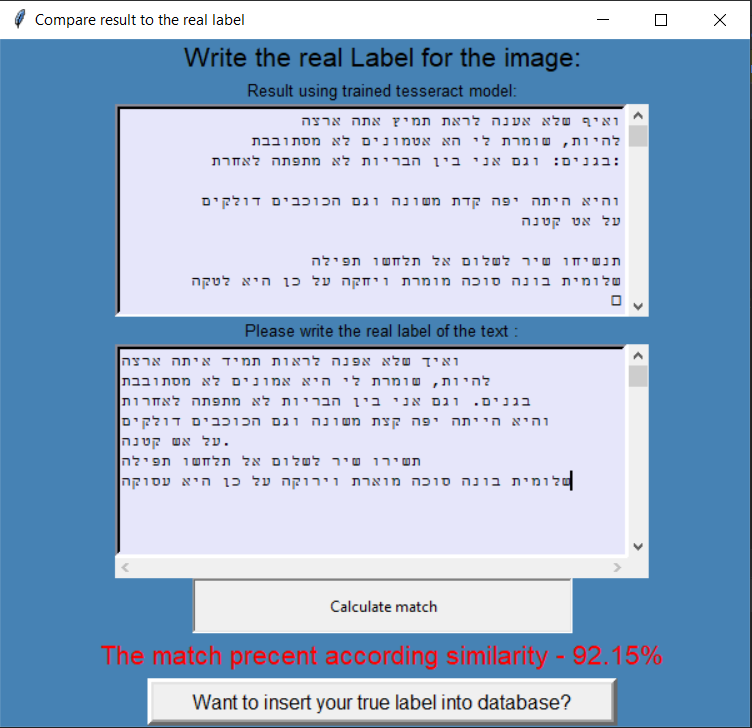 Compare result to the real label
Write the real Label for the image:
Result using trained tesseract model:
ואיף שלא אענה לראת תמיץ אתה ארצה
להיות, שומרת לי הא אטמונים לא מסתובבת
בגנים: וגם אני בין הבריות לא מתפתה לאחרת:
והיא היתה יפה קדת משונה וגם הכוכבים דולקים
על אט קטנה
תנשיחו שיר לשלום אל תלחשו תפילה
שלומית בונה סוכה מומרת ויחקה על כן היא לטקה
Please write the real label of the text :
ואיך שלא אפנה לראות תמיד איתה ארצה
להיות, שומרת לי היא אמונים לא מסתובבת
בגנים. וגם אני בין הבריות לא מתפתה לאחרות
והיא הייתה יפה קצת משונה וגם הכוכבים דולקים
על אש קטנה.
תשירו שיר לשלום אל תלחשו תפילה
שלומית בונה סוכה מוארת וירוקה על כן היא עסוקה
Calculate match
The match precent according similarity - 92.15%
Want to insert your true label into database?